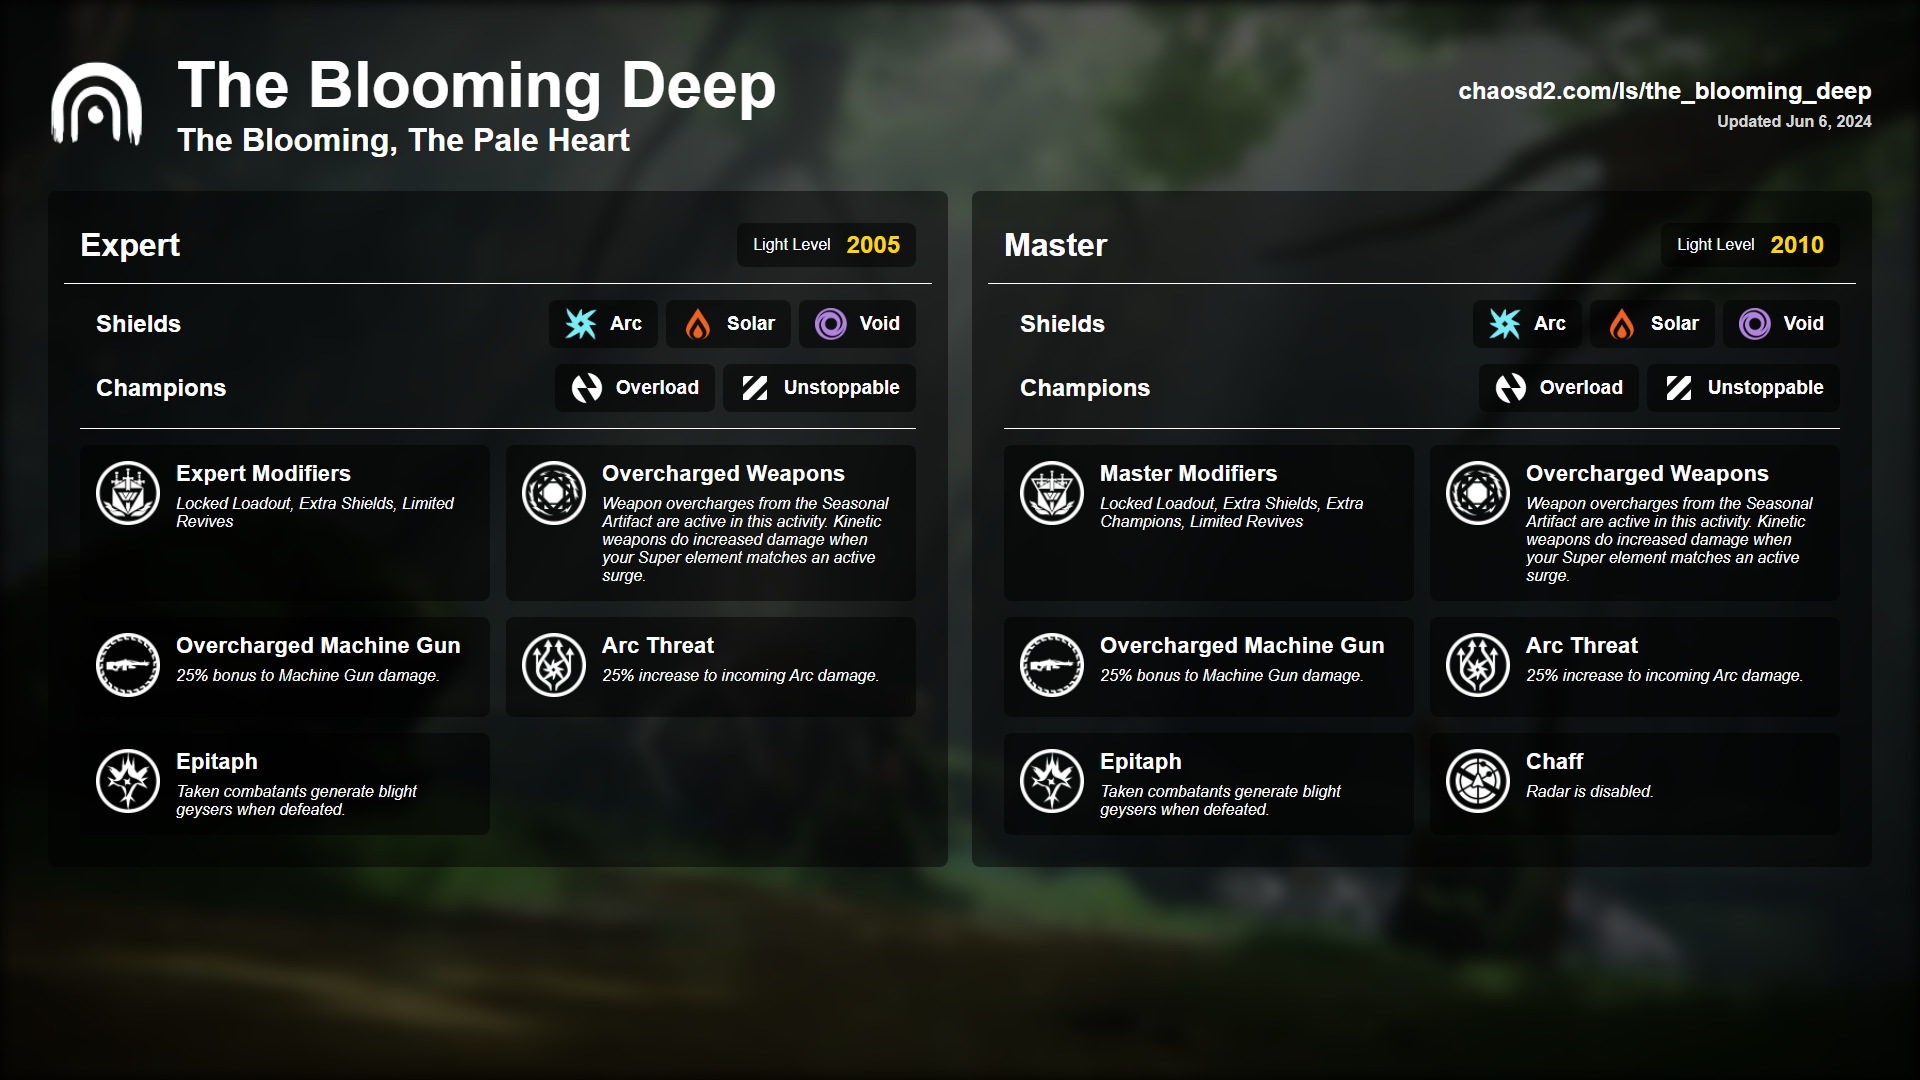 The Blooming Deep
The Blooming, The Pale Heart
chaosd2.com/ls/the_blooming_deep
Updated Jun 6, 2024
Expert
Light Level 2005
Shields
Arc
Solar
Void
Champions
Overload
Unstoppable
Expert Modifiers
Locked Loadout, Extra Shields, Limited
Revives
Overcharged Weapons
Weapon overcharges from the Seasonal
Artifact are active in this activity. Kinetic
weapons do increased damage when
your Super element matches an active
surge.
Overcharged Machine Gun
25% bonus to Machine Gun damage.
Arc Threat
25% increase to incoming Arc damage.
Epitaph
Taken combatants generate blight
geysers when defeated.
Master
Light Level 2010
Shields
Arc
Solar
Void
Champions
Overload
Unstoppable
Master Modifiers
Locked Loadout, Extra Shields, Extra
Champions, Limited Revives
Overcharged Weapons
Weapon overcharges from the Seasonal
Artifact are active in this activity. Kinetic
weapons do increased damage when
your Super element matches an active
surge.
Overcharged Machine Gun
25% bonus to Machine Gun damage.
Arc Threat
25% increase to incoming Arc damage.
Epitaph
Taken combatants generate blight
geysers when defeated.
Chaff
Radar is disabled.